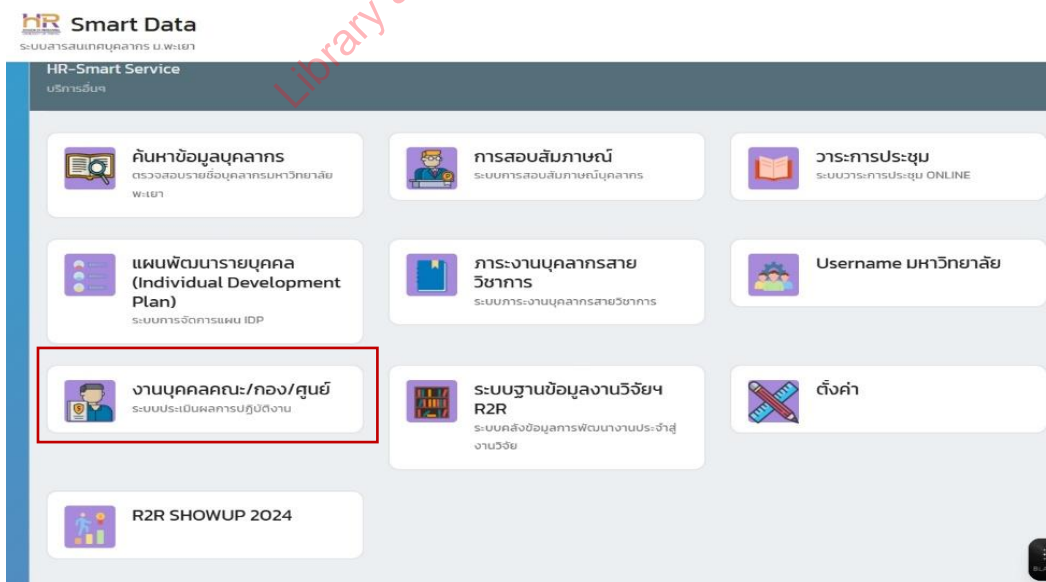 HR Smart Data
ระบบสารสนเทศบุคลากร ม.พะเยา
Library
HR-Smart Service
บริการอื่นๆ
ค้นหาข้อมูลบุคลากร
ตรวจสอบรายชื่อบุคลากรมหาวิทยาลัย
พะเยา
การสอบสัมภาษณ์
ระบบการสอบสัมภาษณ์บุคลากร
วาระการประชุม
ระบบวาระการประชุม ONLINE
แผนพัฒนารายบุคคล
(Individual Development
Plan)
ระบบการจัดการแผน IDP
ภาระงานบุคลากรสาย
วิชาการ
ระบบภาระงานบุคลากรสายวิชาการ
Username มหาวิทยาลัย
งานบุคคลคณะ/กอง/ศูนย์
ระบบประเมินผลการปฏิบัติงาน
ระบบฐานข้อมูลงานวิจัยฯ
R2R
ระบบคลังข้อมูลการพัฒนางานประจำสู่
งานวิจัย
ตั้งค่า
R2R SHOWUP 2024